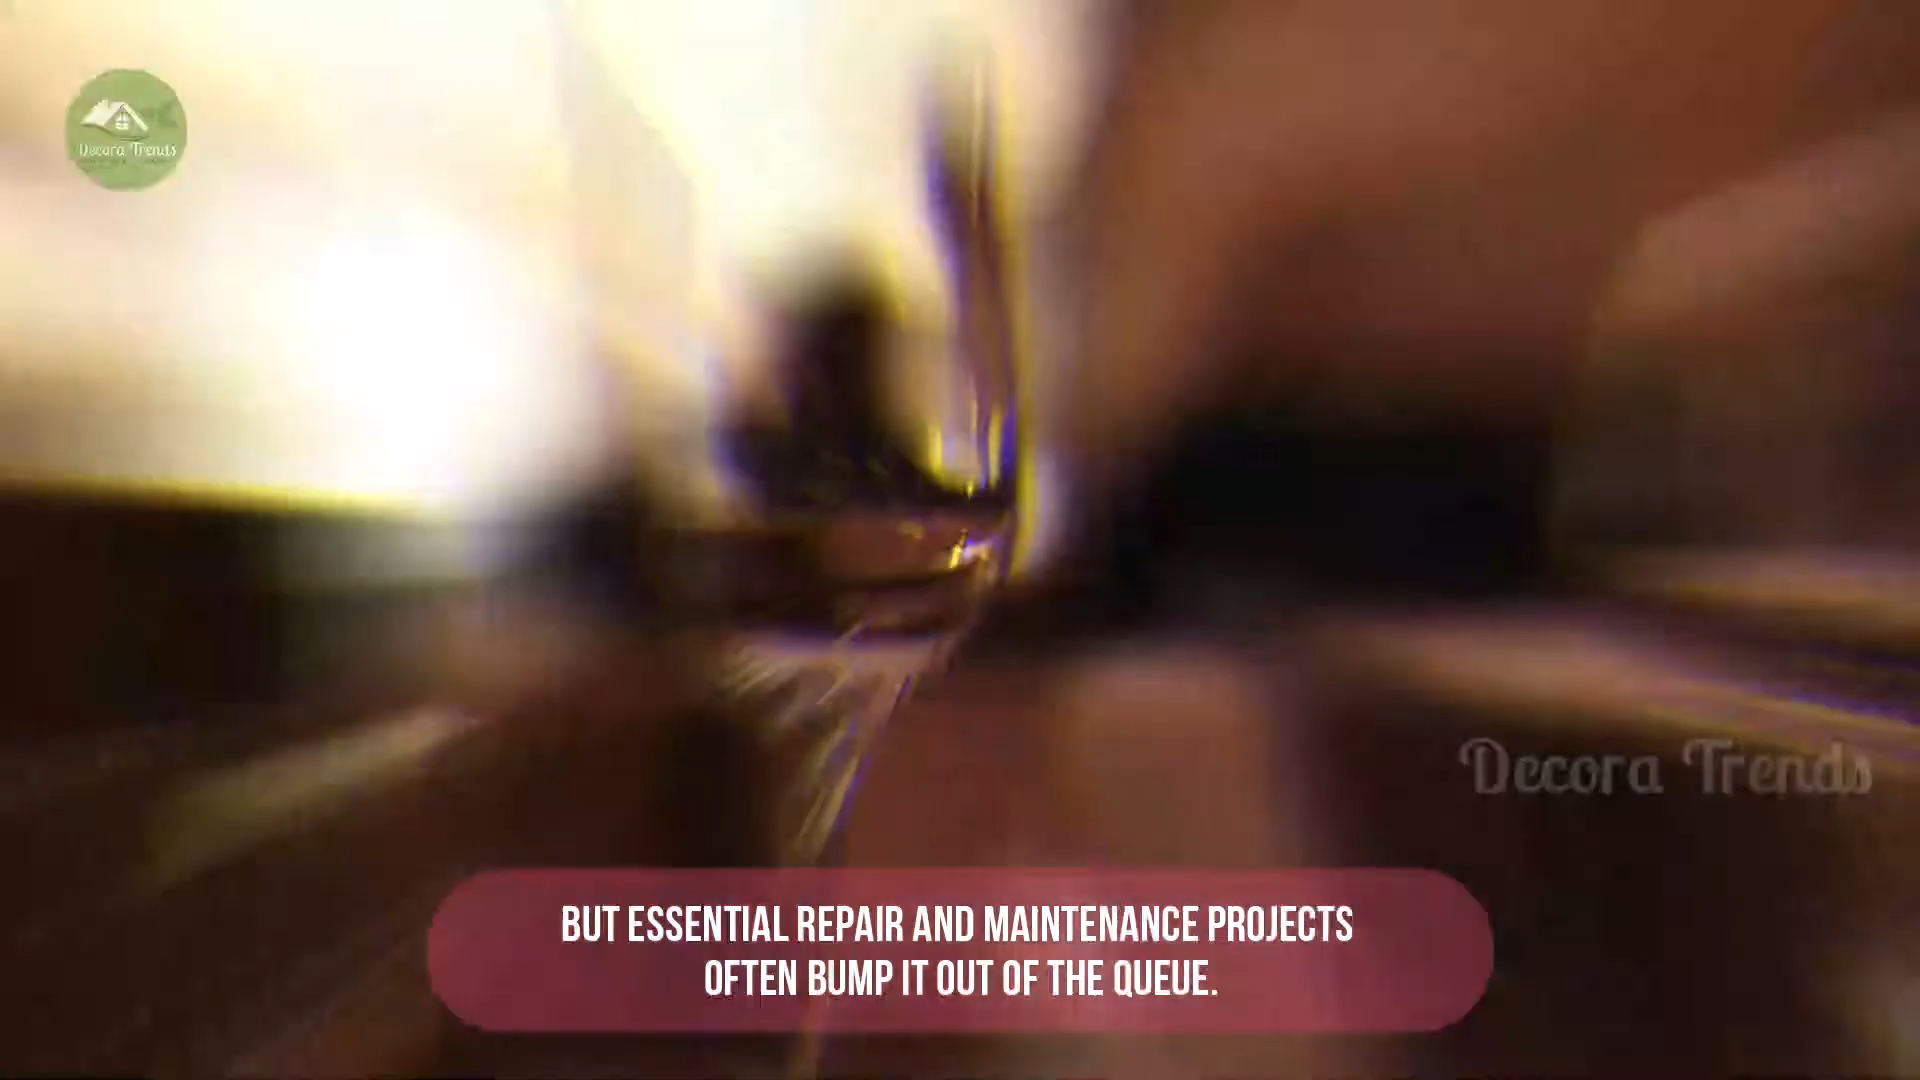 Decora Trends
Decora Trends
BUT ESSENTIAL REPAIR AND MAINTENANCE PROJECTS
OFTEN BUMP IT OUT OF THE QUEUE.